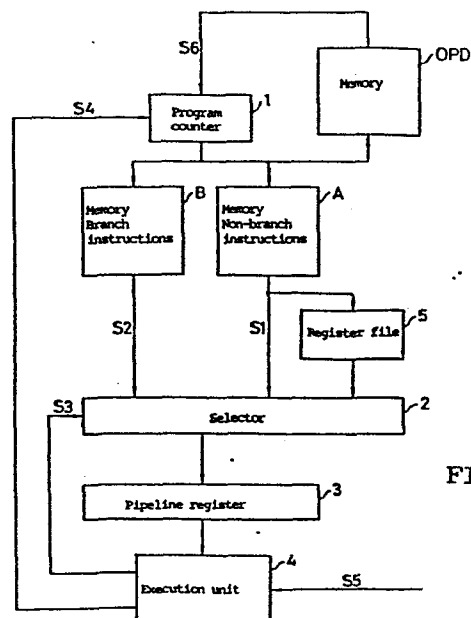 S6
OPD
Memory
S4
1
Program
counter
B
A
Memory
Branch
instructions
Memory
Non-branch
instructions
5
S2
S1
Register file
S3
2
Selector
3
Pipeline register
FI
4
Execution unit
S5